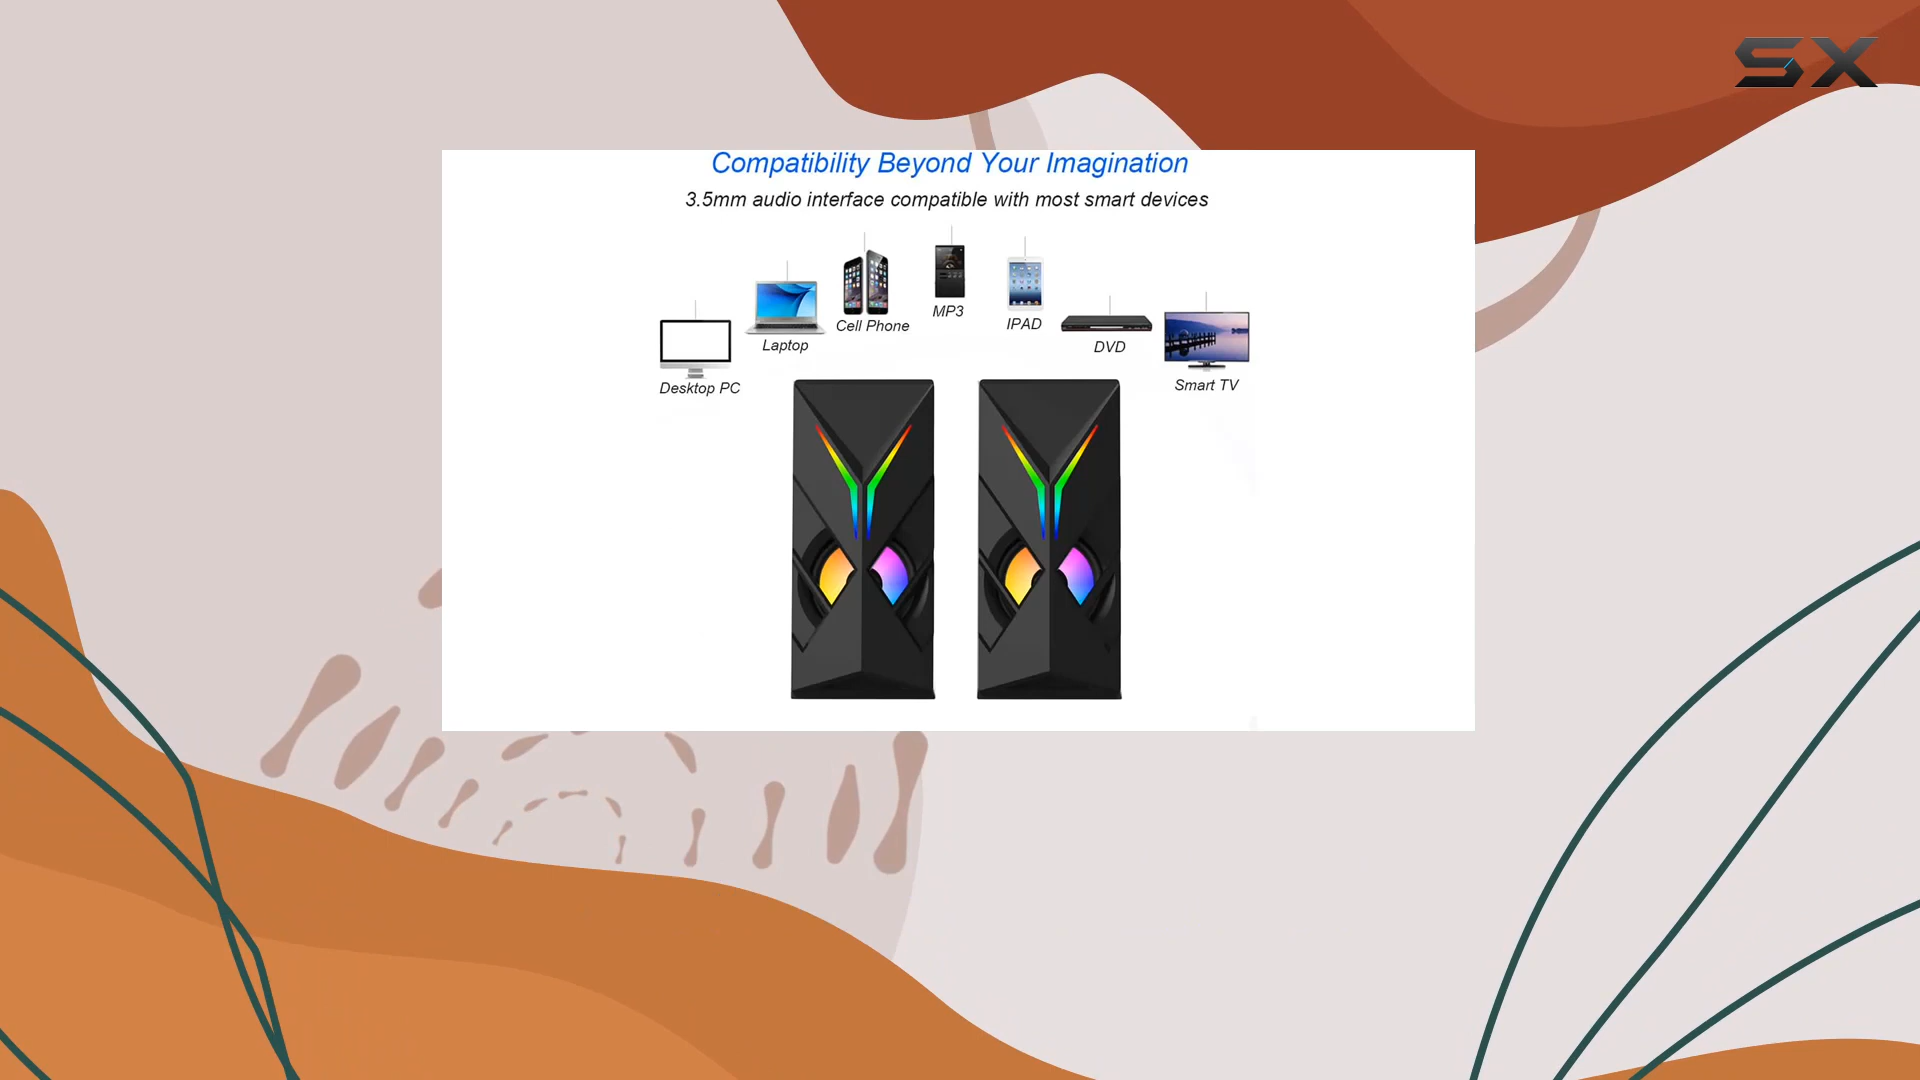 SX
Compatibility Beyond Your Imagination
3.5mm audio interface compatible with most smart devices
Desktop PC
Laptop
Cell Phone
MP3
IPAD
DVD
Smart TV